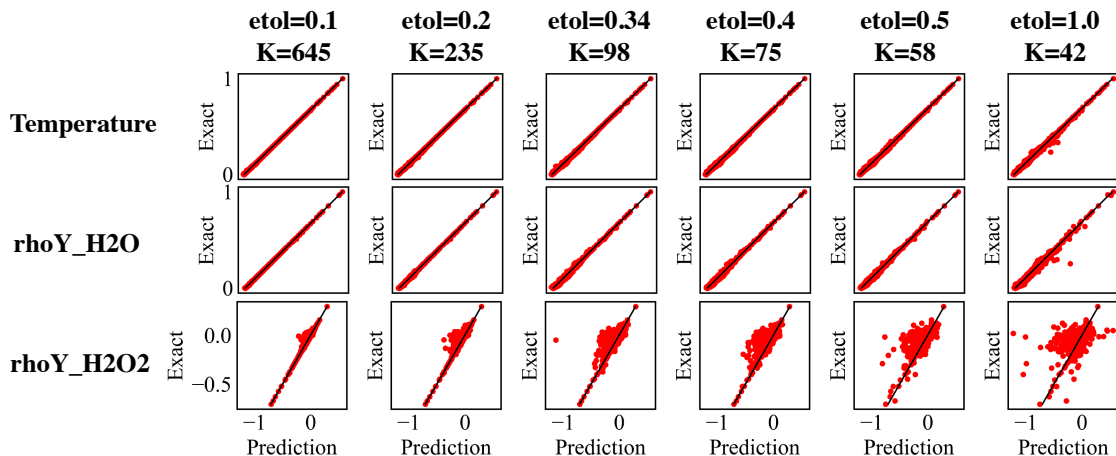 etol=0.1 etol=0.2 etol=0.34 etol=0.4 etol=0.5 etol=1.0
K=645 K=235 K=98 K=75 K=58 K=42
1
Temperature Exact Exact Exact Exact Exact Exact
0
1
rhoY_H2O Exact Exact Exact Exact Exact Exact
0
0.0
rhoY_H2O2 Exact Exact Exact Exact Exact Exact
−0.5
−1 0 −1 0 −1 0 −1 0 −1 0 −1 0
Prediction Prediction Prediction Prediction Prediction Prediction